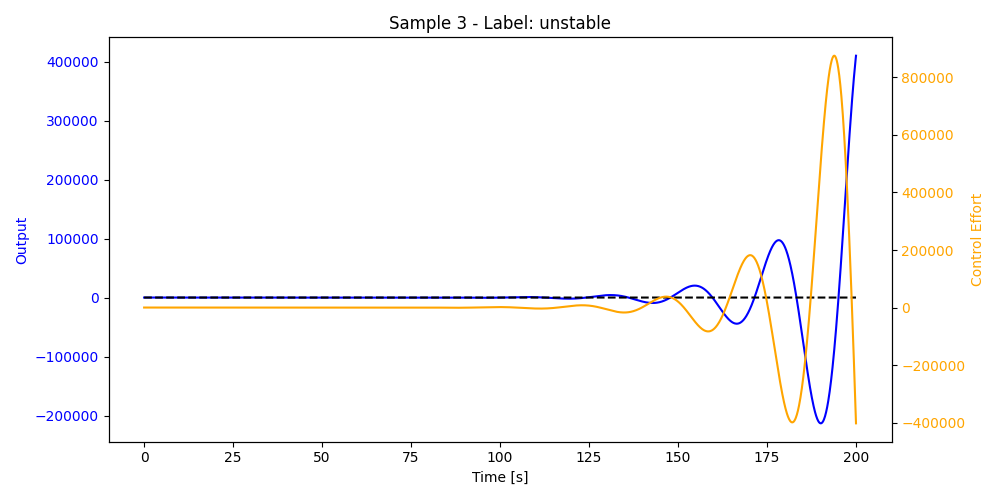 Sample 3 - Label: unstable
Output
400000
300000
200000
100000
0
−100000
−200000
800000
600000
400000
200000
0
−200000
−400000
Control Effort
0 25 50 75 100 125 150 175 200
Time [s]